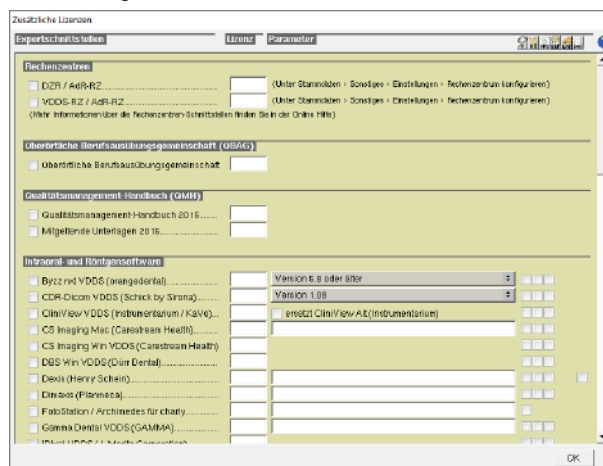 Zusätzliche Lizenzen
Expertschnittstellen Lizenz Parameter
Rechenzentren
DZR / AdR-RZ (Unter Stammdaten > Sonstiges > Einstellungen > Rechenzentrum konfigurieren)
VDDS-RZ / AdR-RZ (Unter Stammdaten > Sonstiges > Einstellungen > Rechenzentrum konfigurieren)
(Mehr Informationen über die Rechenzentren-Schnittstellen finden Sie in der Online Hilfe)
Überörtliche Berufsausübungsgemeinschaft (ÜBAG)
Überörtliche Berufsausübungsgemeinschaft
Qualitätsmanagement-Handbuch (QMH)
Qualitätsmanagement-Handbuch 2015
Mitgeltende Unterlagen 2015
Intraoral- und Röntgensoftware
Byzz nxt VDDS (orangedental) Version 5.8 oder älter
CDR-Dicom VDDS (Schick by Sirona) Version 1.08
CliniView VDDS (Instrumentarium / KaVo) ersetzt CliniView Alt (Instrumentarium)
CS Imaging Mac (Carestream Health)
CS Imaging Win VDDS (Carestream Health)
DBS Win VDDS (Dürr Dental)
Dexis (Henry Schein)
Dimaxis (Planmeca)
FotoStation / Archimedes für charly
Gamma Dental VDDS (GAMMA)
OK